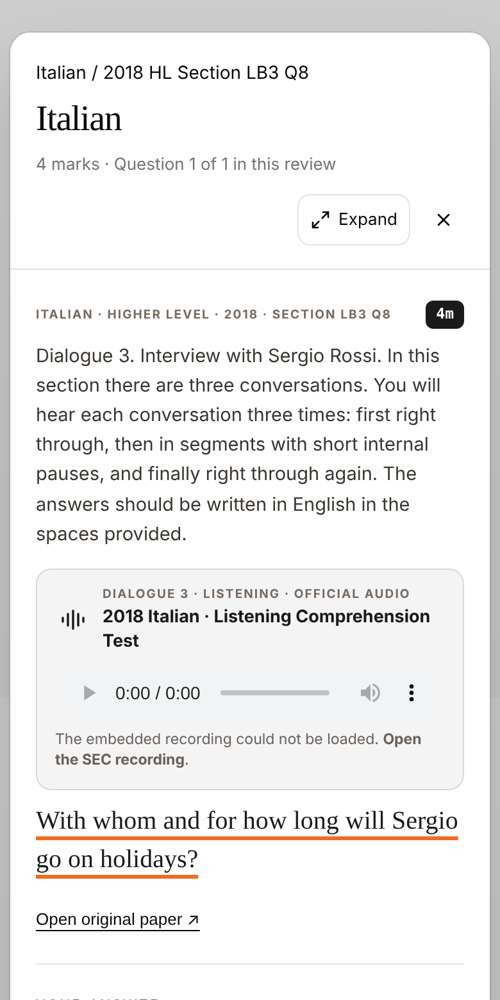 Italian / 2018 HL Section LB3 Q8
Italian
4 marks · Question 1 of 1 in this review
Expand
ITALIAN · HIGHER LEVEL · 2018 · SECTION LB3 Q8
4m
Dialogue 3. Interview with Sergio Rossi. In this
section there are three conversations. You will
hear each conversation three times: first right
through, then in segments with short internal
pauses, and finally right through again. The
answers should be written in English in the
spaces provided.
DIALOGUE 3 · LISTENING · OFFICIAL AUDIO
2018 Italian · Listening Comprehension
Test
0:00 / 0:00
The embedded recording could not be loaded. Open
the SEC recording.
With whom and for how long will Sergio
go on holidays?
Open original paper ↗